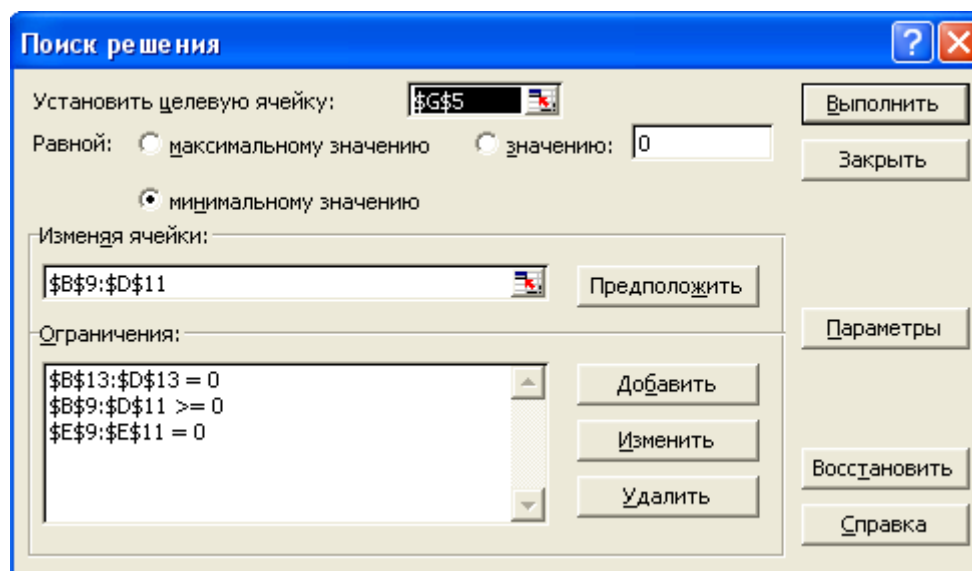 Поиск решения
Установить целевую ячейку: $G$5 Выполнить
Равной: максимальному значению значению: 0 Закрыть
минимальному значению
Изменяя ячейки:
$B$9:$D$11 Предположить
Ограничения: Параметры
$B$13:$D$13 = 0 Добавить
$B$9:$D$11 >= 0
$E$9:$E$11 = 0 Изменить
Восстановить
Удалить
Справка